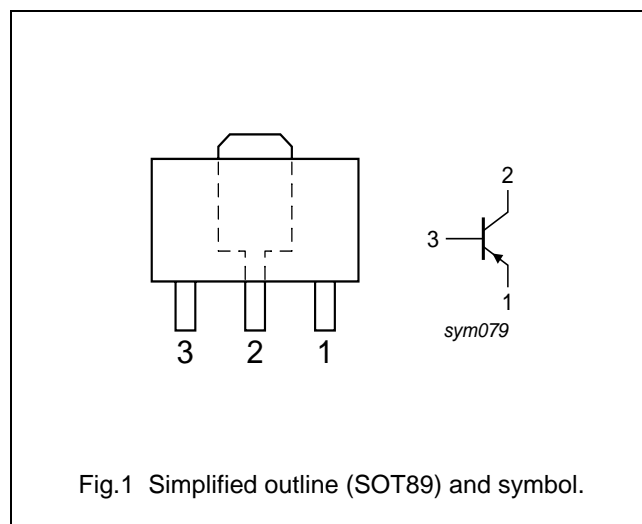 2
3
1
sym079
3 2 1
Fig.1 Simplified outline (SOT89) and symbol.